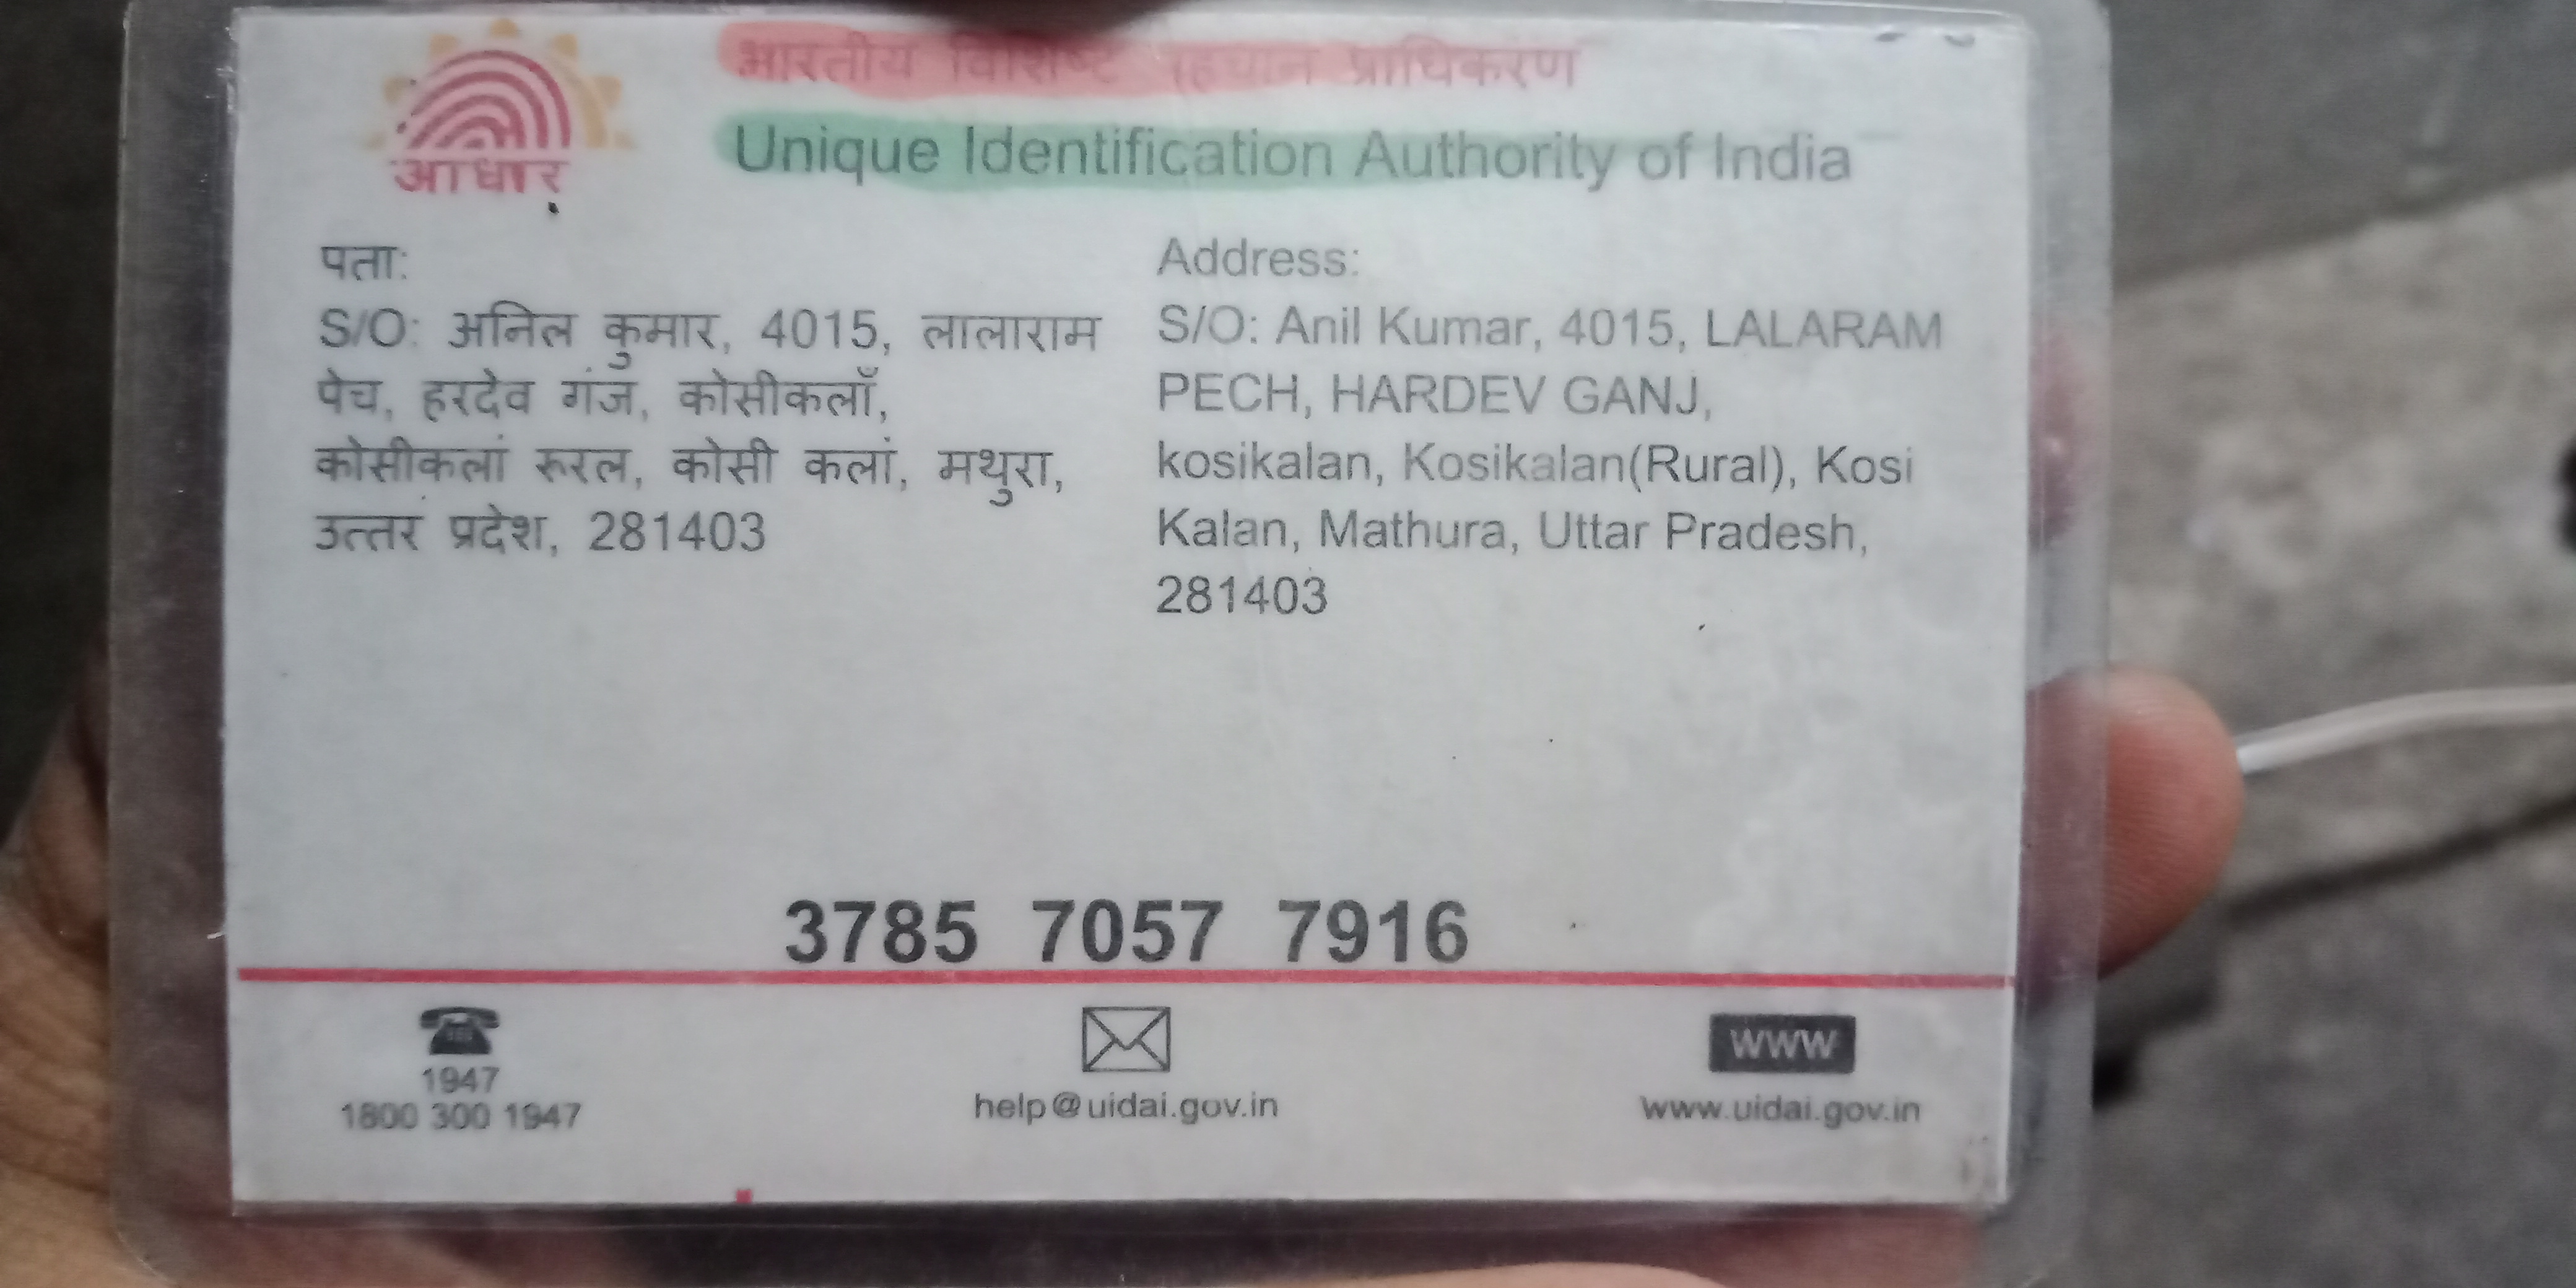 भारतीय विशिष्ट पहचान प्राधिकरण
Unique Identification Authority of India
आधार
पता:
S/O: अनिल कुमार, 4015, लालाराम
पेच, हरदेव गंज, कोसीकलाँ,
कोसीकलां रुरल, कोसी कलां, मथुरा,
उत्तर प्रदेश, 281403
Address:
S/O: Anil Kumar, 4015, LALARAM
PECH, HARDEV GANJ,
kosikalan, Kosikalan(Rural), Kosi
Kalan, Mathura, Uttar Pradesh,
281403
3785 7057 7916
1947
1800 300 1947
help@uidai.gov.in
www
www.uidai.gov.in